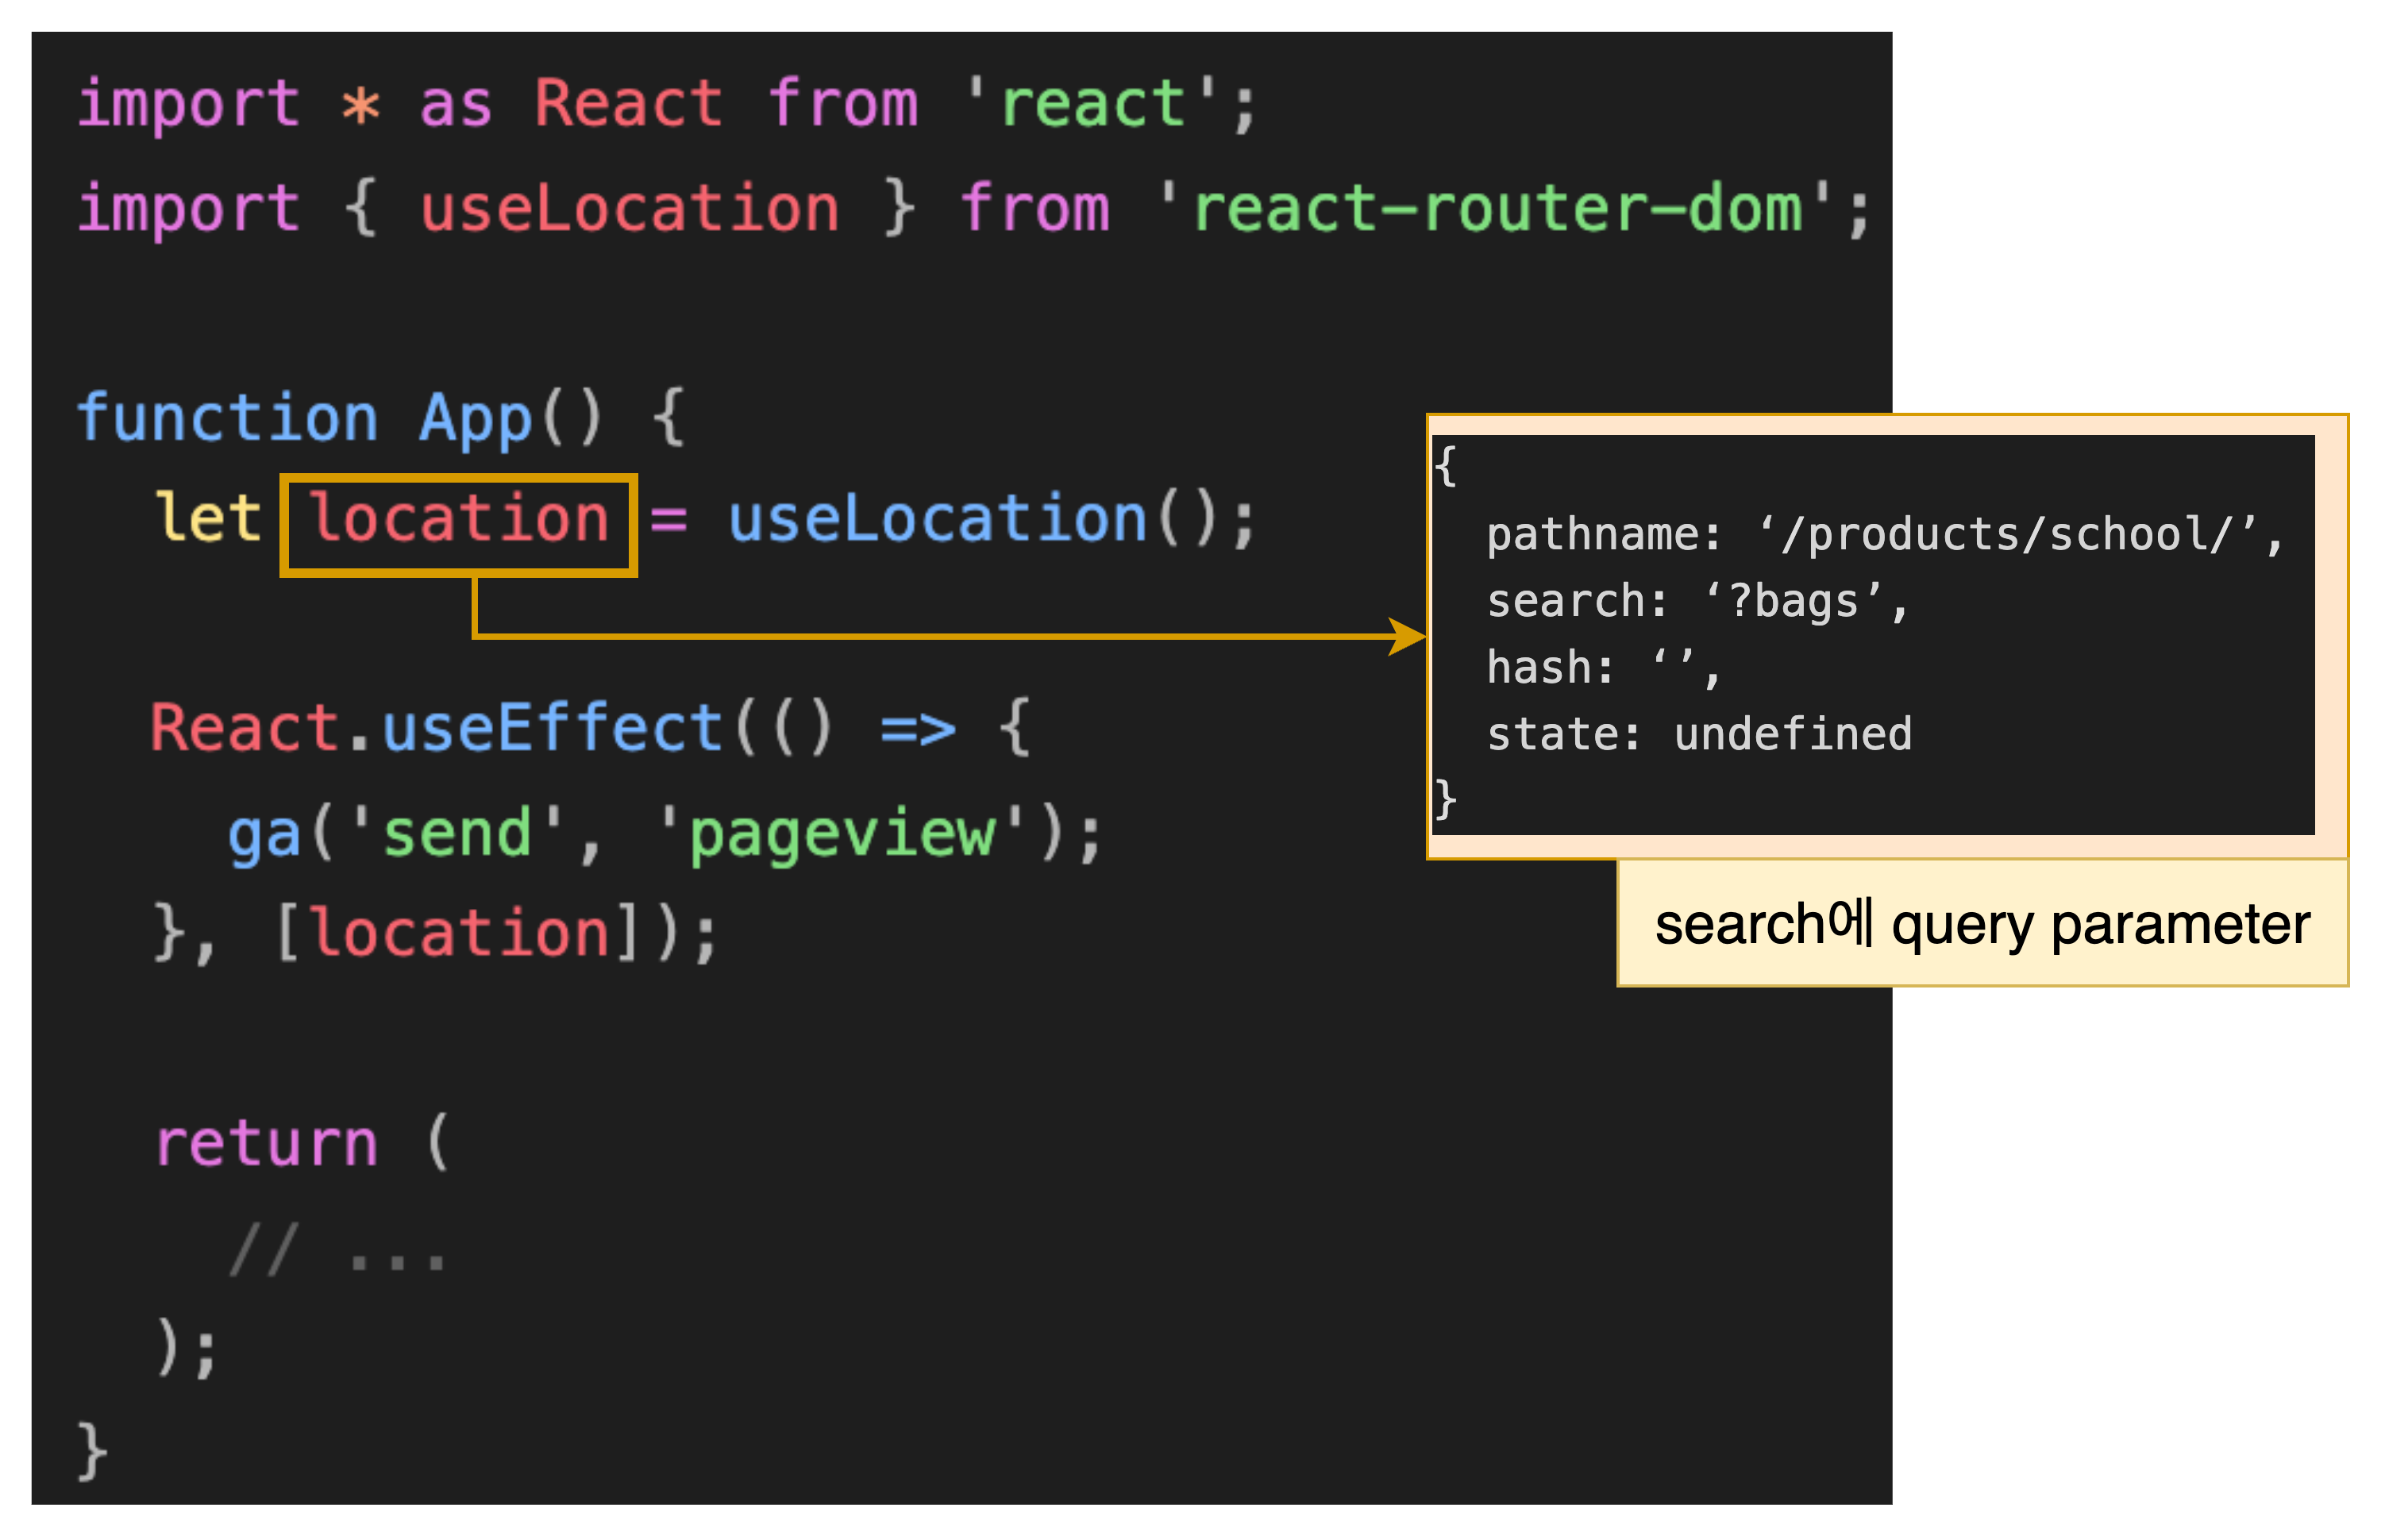 import * as React from 'react';
import { useLocation } from 'react-router-dom';
function App() {
let location = useLocation();
React.useEffect(() => {
ga('send', 'pageview');
}, [location]);
return (
// ...
);
}
{
pathname: ‘/products/school/’,
search: ‘?bags’,
hash: ‘’,
state: undefined
}
search에 query parameter